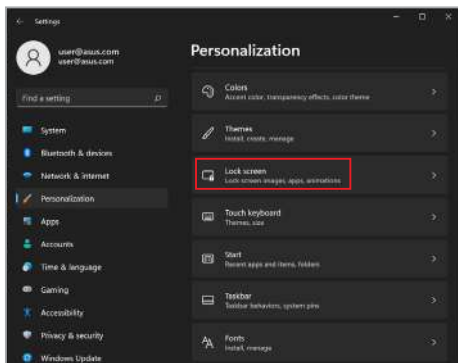 Settings
user@asus.com
user@asus.com
Find a setting
System
Bluetooth & devices
Network & internet
Personalization
Apps
Accounts
Time & language
Gaming
Accessibility
Privacy & security
Windows Update
Personalization
Colors
Accent color, transparency effects, color theme
Themes
Install, create, manage
Lock screen
Lock screen images, apps, animations
Touch keyboard
Themes, size
Start
Recent apps and items, folders
Taskbar
Taskbar behaviors, system pins
Fonts
Install, manage